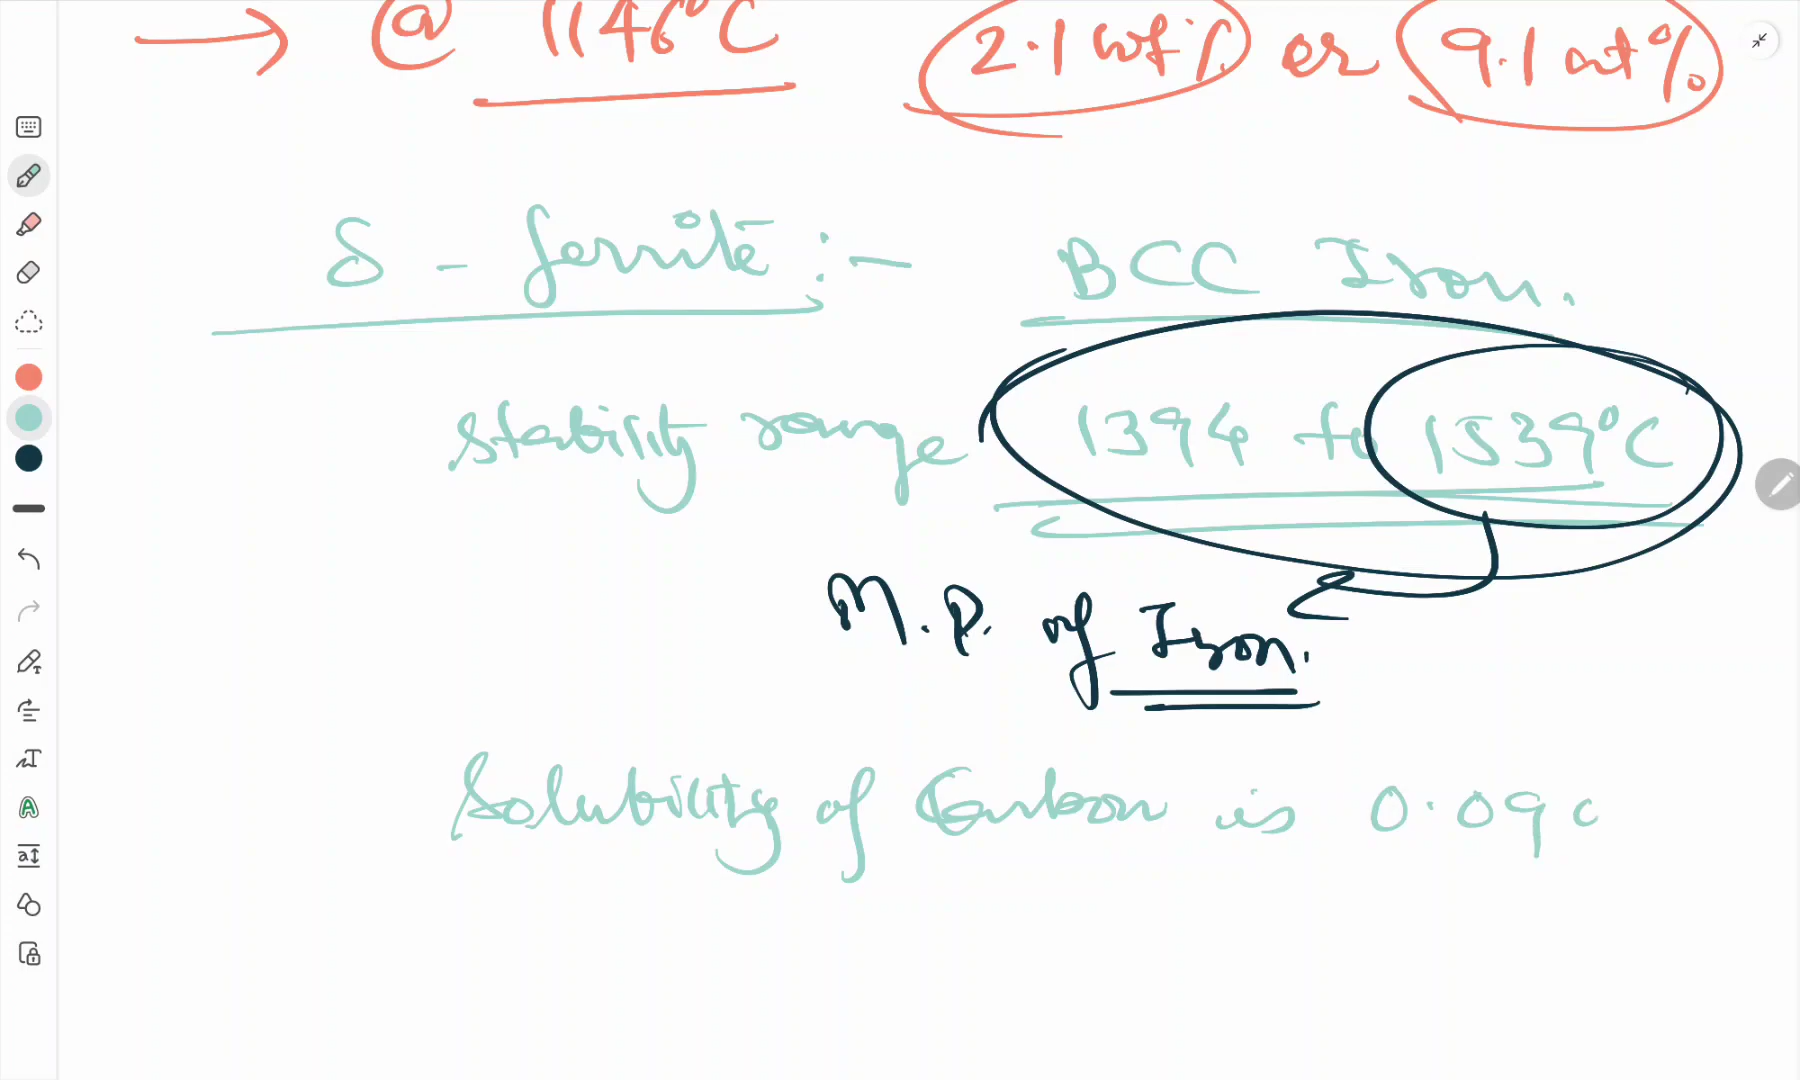 → @ 1146°C 2.1 wt% or 9.1 at%
δ - ferrite :- BCC Iron.
stability range 1394 to 1539°C
M.P. of Iron.
Solubility of Carbon is 0.09